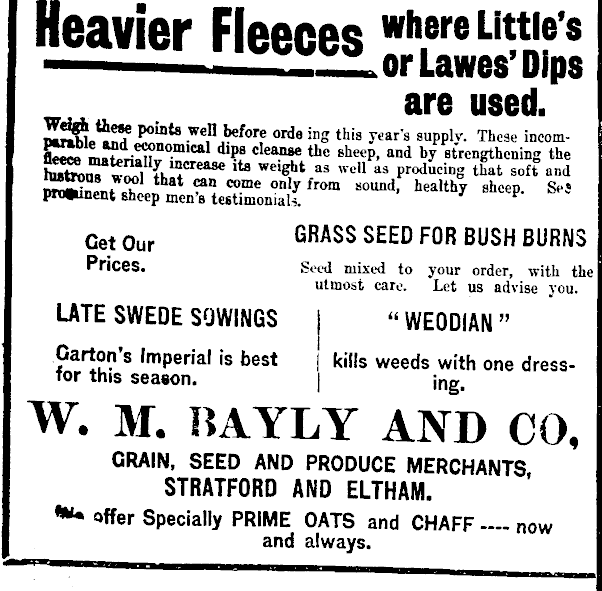 Heavier Fleeces where Little's
or Lawes' Dips
are used.
Weigh these points well before orde ing this year's supply. These incom-
parable and economical dips cleanse the sheep, and by strengthening the
fleece materially increase its weight as well as producing that soft and
lustrous wool that can come only from sound, healthy sheep. See
prominent sheep men's testimonials.
Get Our
Prices.
GRASS SEED FOR BUSH BURNS
Seed mixed to your order, with the
utmost care. Let us advise you.
LATE SWEDE SOWINGS
Garton's Imperial is best
for this season.
"WEODIAN"
kills weeds with one dress-
ing.
W. M. BAYLY AND CO,
GRAIN, SEED AND PRODUCE MERCHANTS,
STRATFORD AND ELTHAM.
We offer Specially PRIME OATS and CHAFF ---- now
and always.